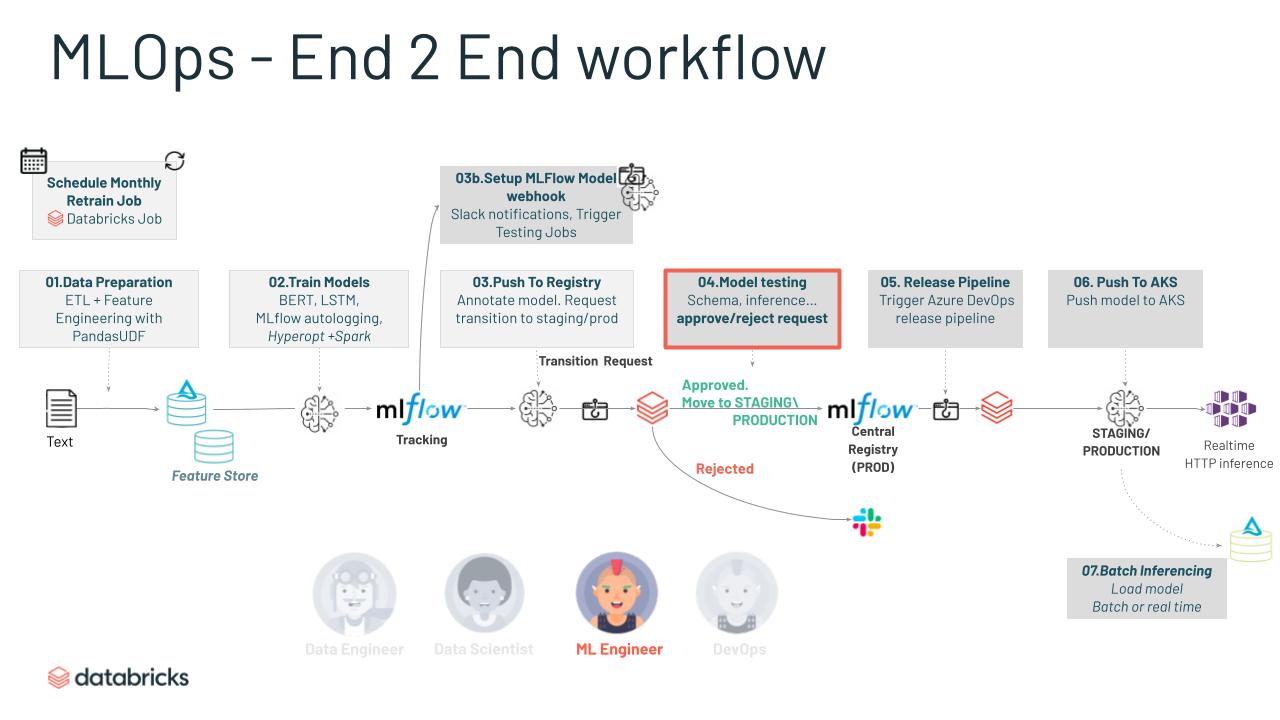 MLOps - End 2 End workflow
Schedule Monthly
Retrain Job
Databricks Job
03b.Setup MLFlow Model
webhook
Slack notifications, Trigger
Testing Jobs
01.Data Preparation
ETL + Feature
Engineering with
PandasUDF
02.Train Models
BERT, LSTM,
MLflow autologging,
Hyperopt +Spark
03.Push To Registry
Annotate model. Request
transition to staging/prod
04.Model testing
Schema, inference...
approve/reject request
05. Release Pipeline
Trigger Azure DevOps
release pipeline
06. Push To AKS
Push model to AKS
Transition Request
Text
Feature Store
mlflow
Tracking
Approved.
Move to STAGING\
PRODUCTION
Rejected
mlflow
Central
Registry
(PROD)
STAGING/
PRODUCTION
Realtime
HTTP inference
07.Batch Inferencing
Load model
Batch or real time
Data Engineer
Data Scientist
ML Engineer
DevOps
databricks